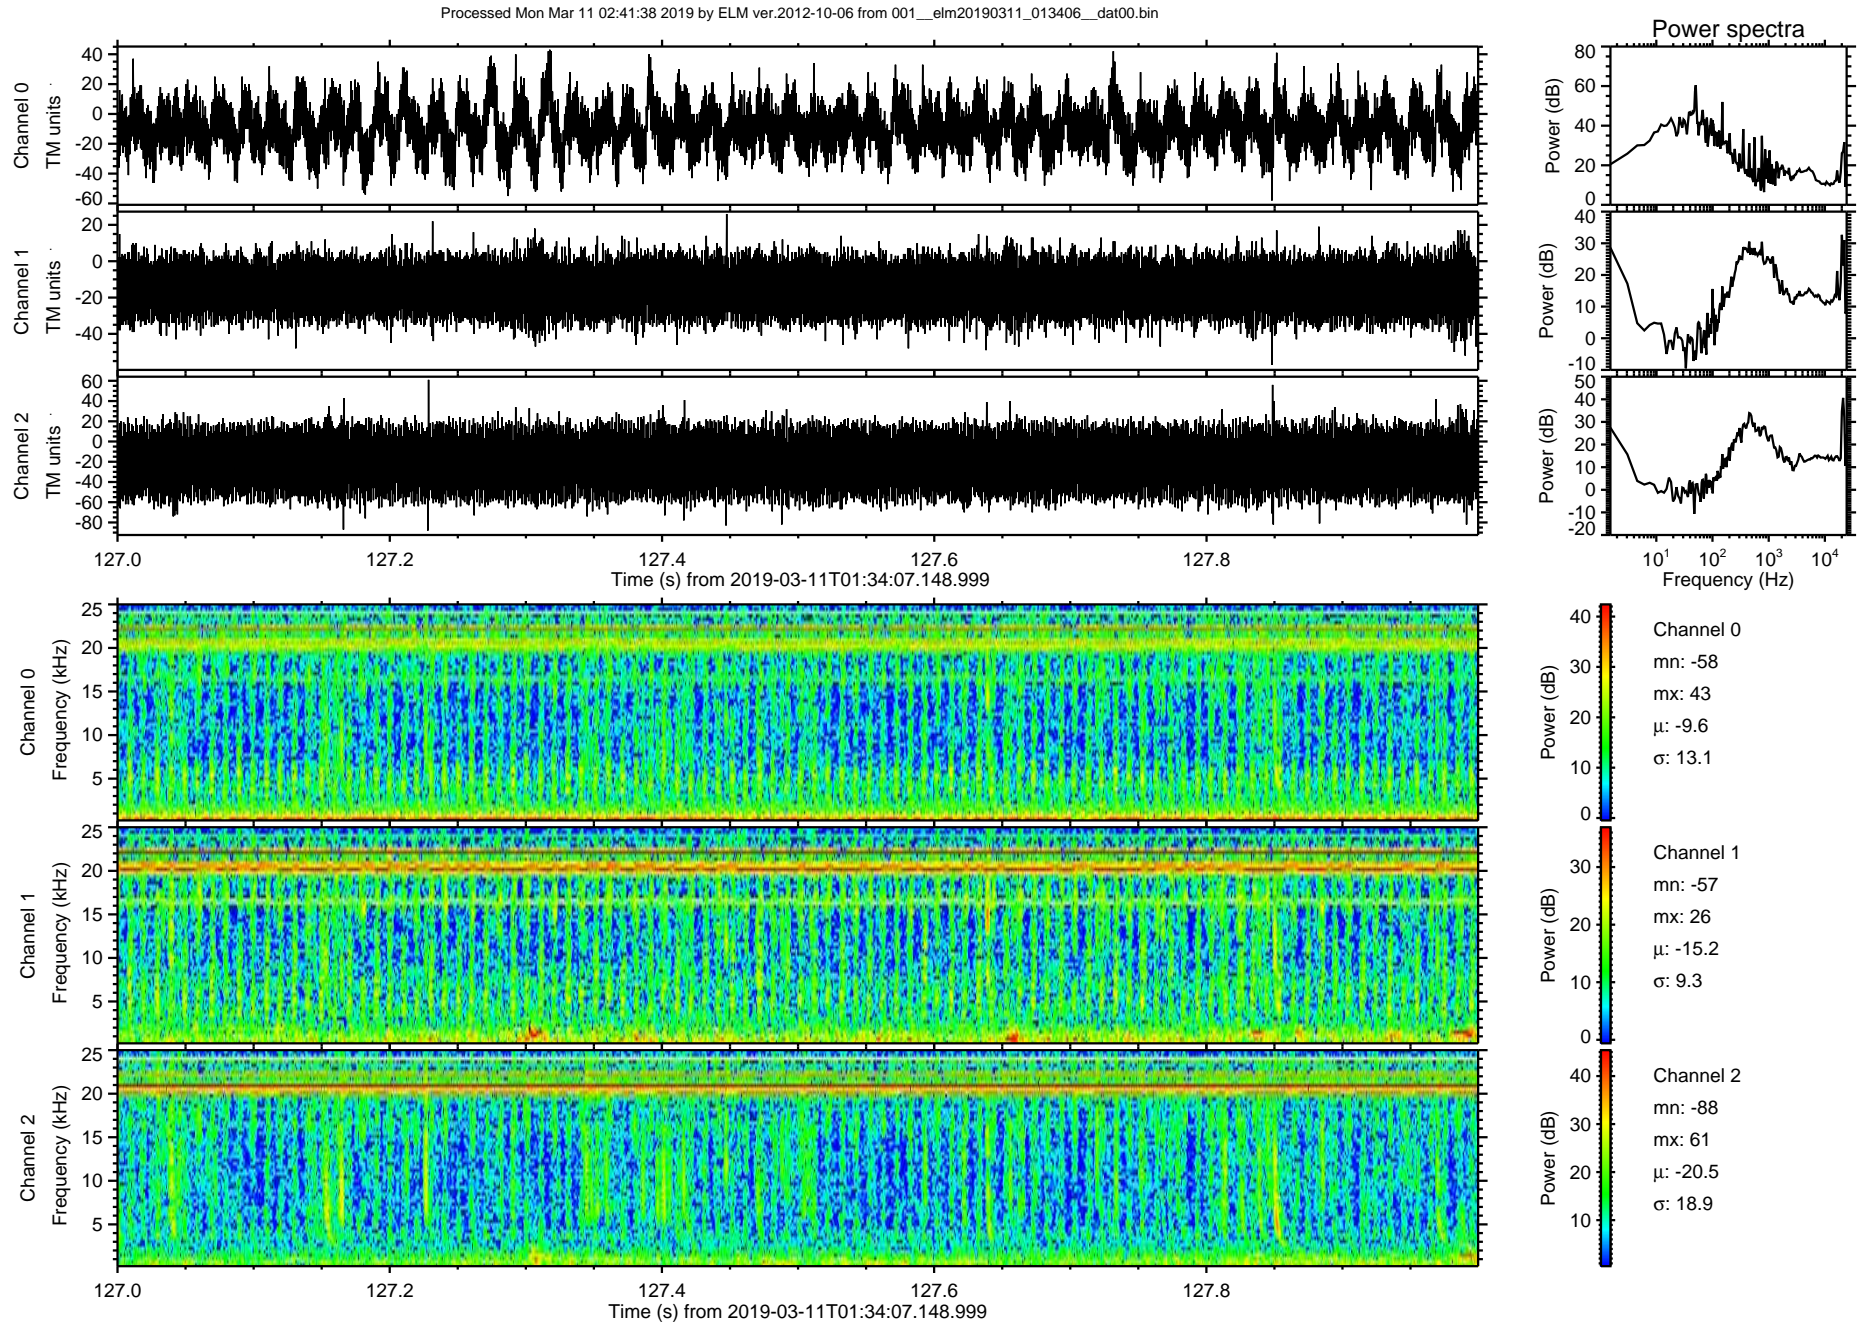 Processed Mon Mar 11 02:41:38 2019 by ELM ver.2012-10-06 from 001__elm20190311_013406__dat00.bin
Power spectra
Channel 0
TM units
40
20
0
-20
-40
-60
Power (dB)
80
60
40
20
0
Channel 1
TM units
20
0
-20
-40
Power (dB)
40
30
20
10
0
-10
Channel 2
TM units
60
40
20
0
-20
-40
-60
-80
Power (dB)
50
40
30
20
10
0
-10
-20
127.0 127.2 127.4 127.6 127.8
Time (s) from 2019-03-11T01:34:07.148.999
10^1 10^2 10^3 10^4
Frequency (Hz)
Channel 0
Frequency (kHz)
25
20
15
10
5
Power (dB)
40
30
20
10
0
Channel 0
mn: -58
mx: 43
μ: -9.6
σ: 13.1
Channel 1
Frequency (kHz)
25
20
15
10
5
Power (dB)
30
20
10
0
Channel 1
mn: -57
mx: 26
μ: -15.2
σ: 9.3
Channel 2
Frequency (kHz)
25
20
15
10
5
Power (dB)
40
30
20
10
Channel 2
mn: -88
mx: 61
μ: -20.5
σ: 18.9
127.0 127.2 127.4 127.6 127.8
Time (s) from 2019-03-11T01:34:07.148.999